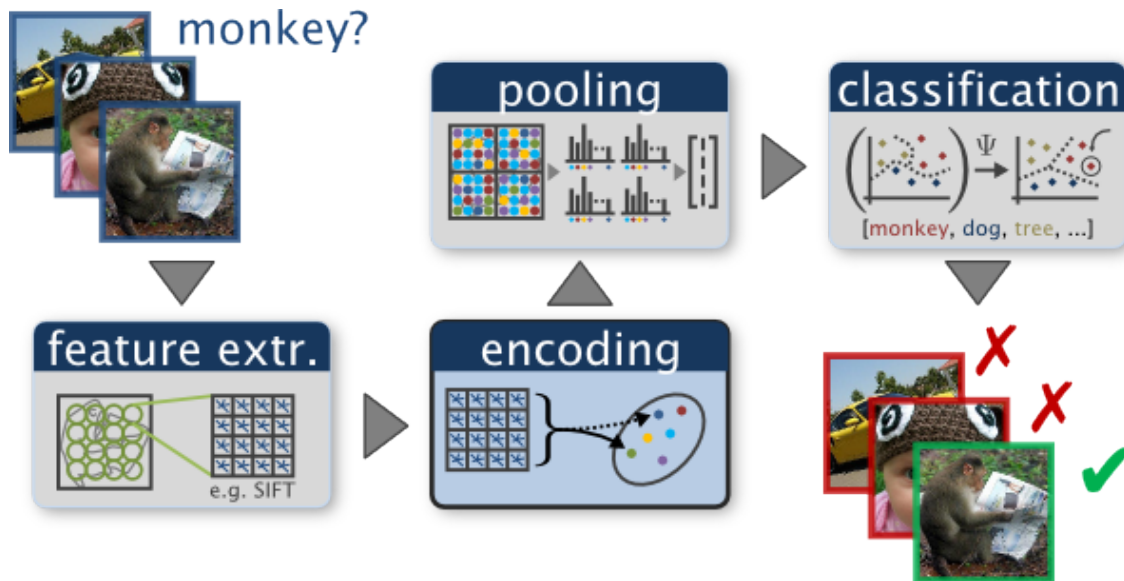 monkey?
feature extr.
e.g. SIFT
encoding
pooling
classification
Ψ
[monkey, dog, tree, ...]